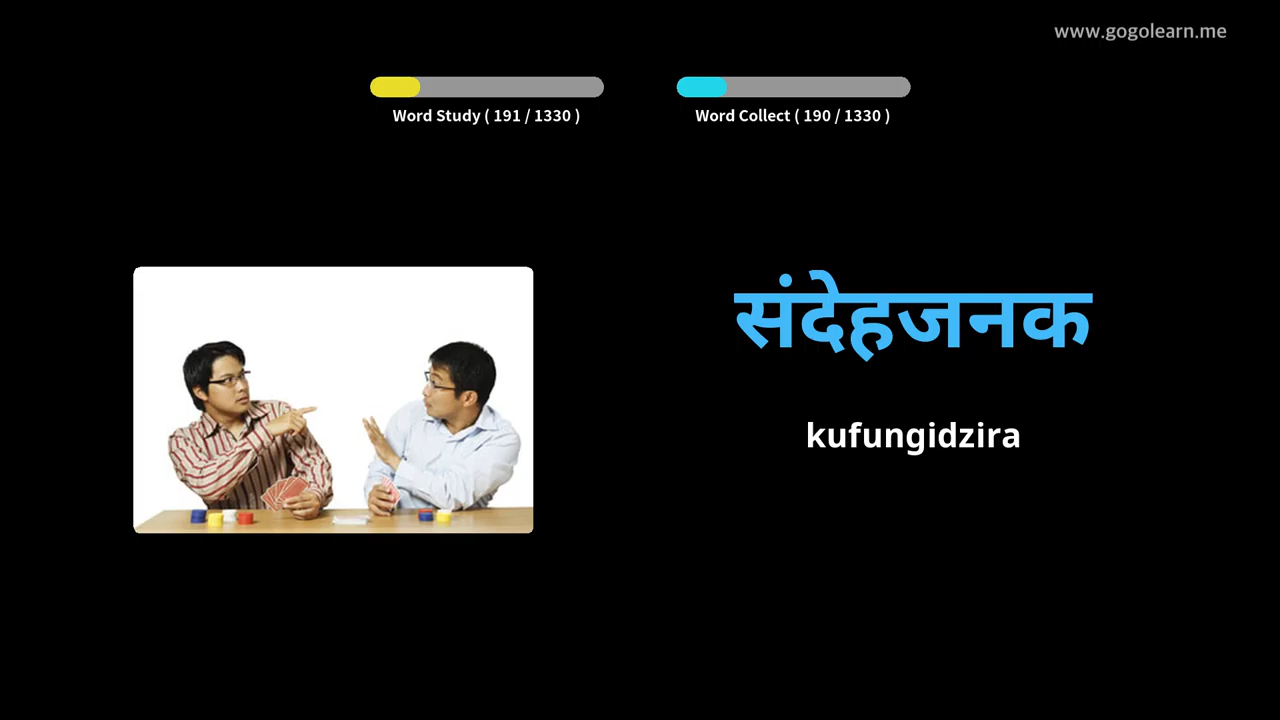 www.gogolearn.me
Word Study ( 191 / 1330 )
Word Collect ( 190 / 1330 )
संदेहजनक
kufungidzira